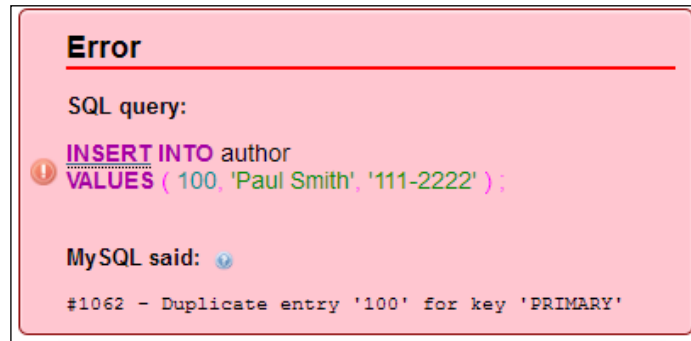 Error
SQL query:
INSERT INTO author
VALUES ( 100, 'Paul Smith', '111-2222' ) ;
MySQL said:
#1062 - Duplicate entry '100' for key 'PRIMARY'